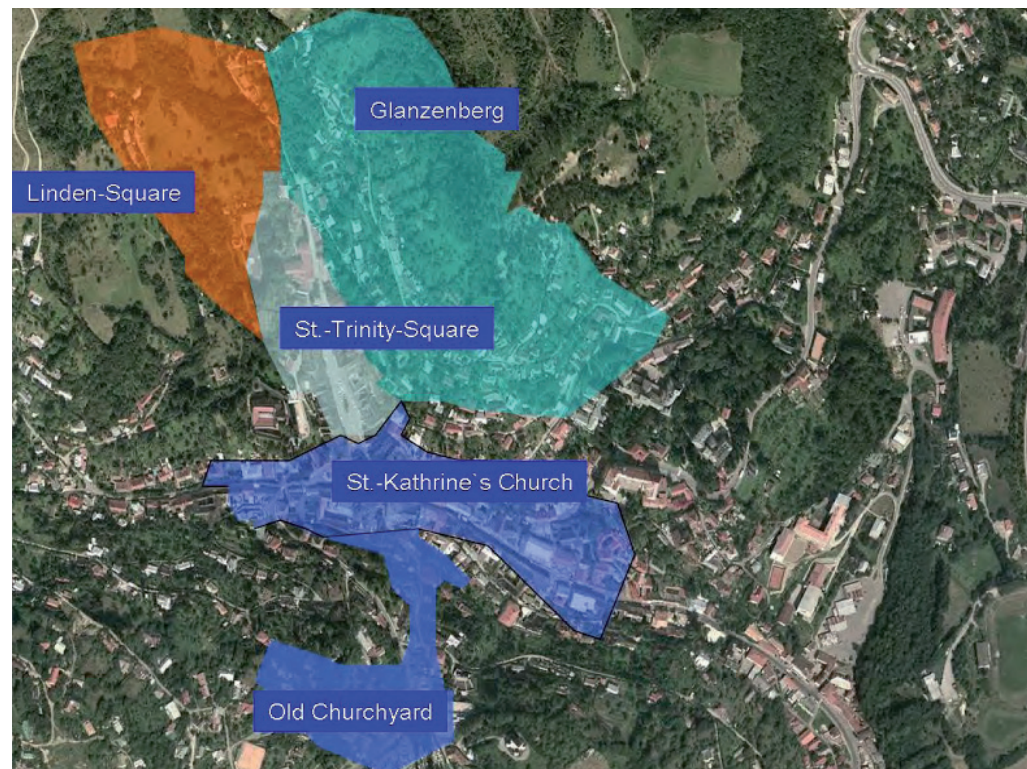 Glanzenberg
Linden-Square
St.-Trinity-Square
St.-Kathrine`s Church
Old Churchyard